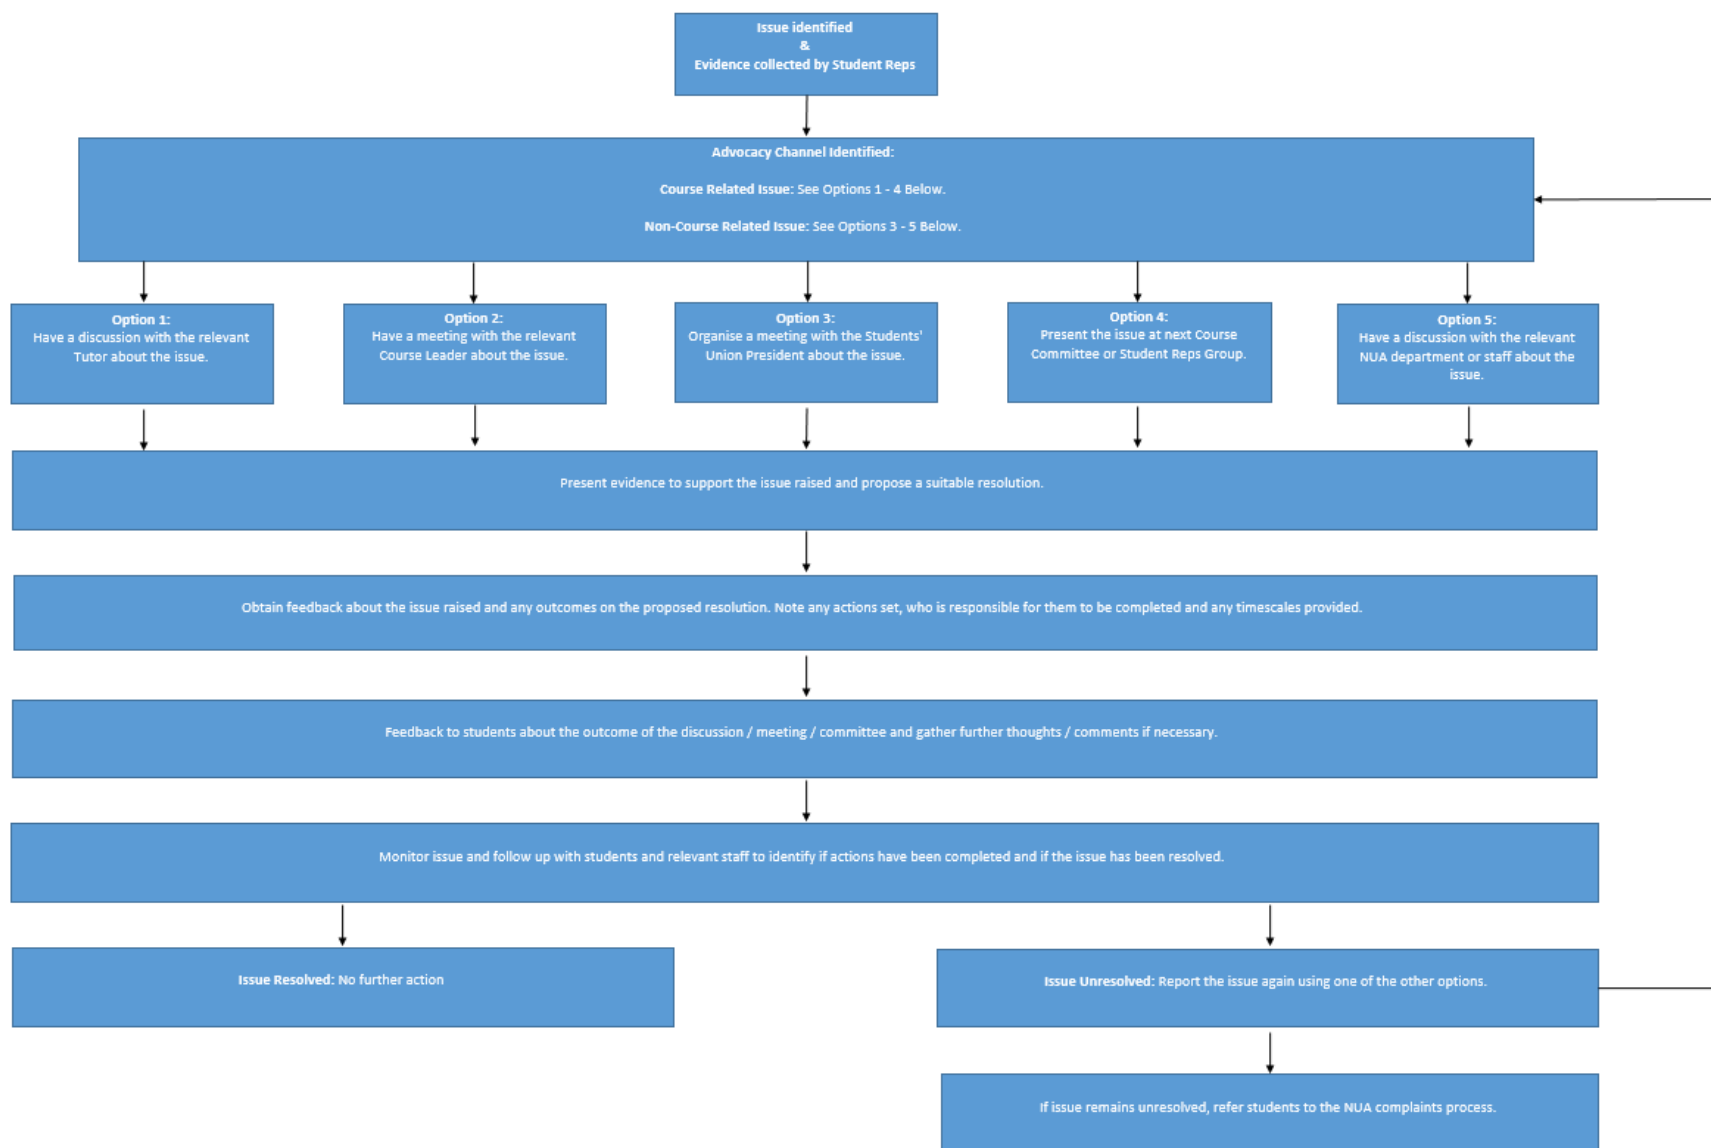 Issue identified
&
Evidence collected by Student Reps
Advocacy Channel Identified:
Course Related Issue: See Options 1 - 4 Below.
Non-Course Related Issue: See Options 3 - 5 Below.
Option 1:
Have a discussion with the relevant
Tutor about the issue.
Option 2:
Have a meeting with the relevant
Course Leader about the issue.
Option 3:
Organise a meeting with the Students'
Union President about the issue.
Option 4:
Present the issue at next Course
Committee or Student Reps Group.
Option 5:
Have a discussion with the relevant
NUA department or staff about the
issue.
Present evidence to support the issue raised and propose a suitable resolution.
Obtain feedback about the issue raised and any outcomes on the proposed resolution. Note any actions set, who is responsible for them to be completed and any timescales provided.
Feedback to students about the outcome of the discussion / meeting / committee and gather further thoughts / comments if necessary.
Monitor issue and follow up with students and relevant staff to identify if actions have been completed and if the issue has been resolved.
Issue Resolved: No further action
Issue Unresolved: Report the issue again using one of the other options.
If issue remains unresolved, refer students to the NUA complaints process.